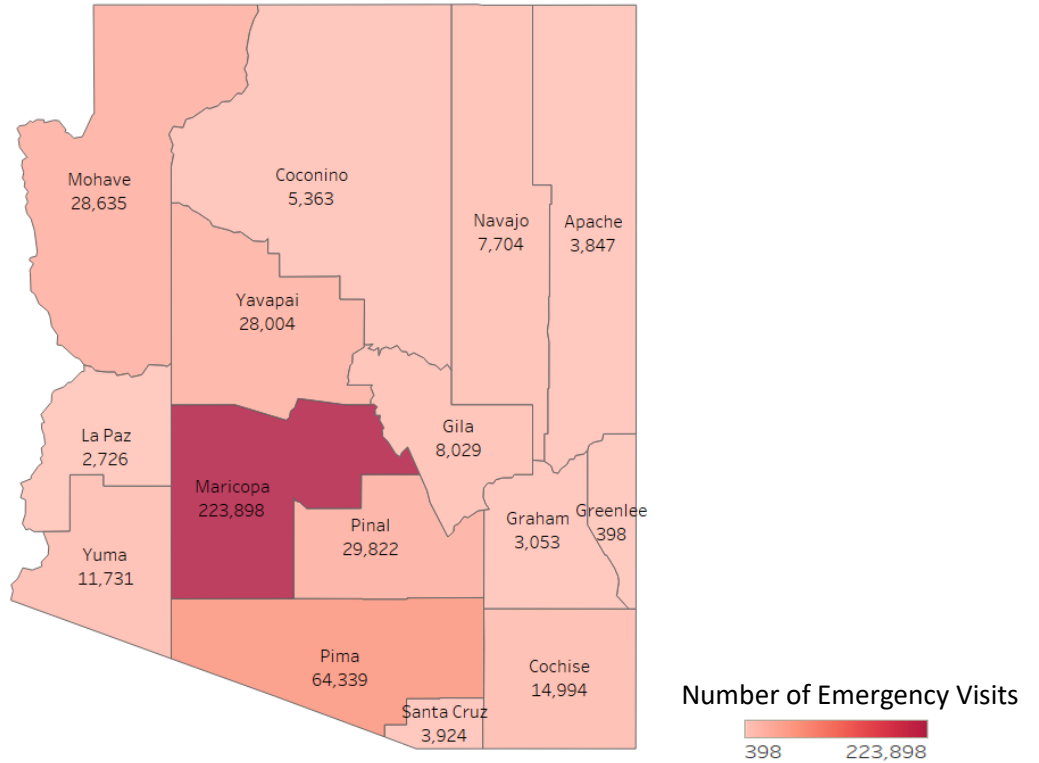 Mohave
28,635
Coconino
5,363
Navajo
7,704
Apache
3,847
Yavapai
28,004
La Paz
2,726
Gila
8,029
Maricopa
223,898
Pinal
29,822
Graham
3,053
Greenlee
398
Yuma
11,731
Pima
64,339
Cochise
14,994
Santa Cruz
3,924
Number of Emergency Visits
398 223,898